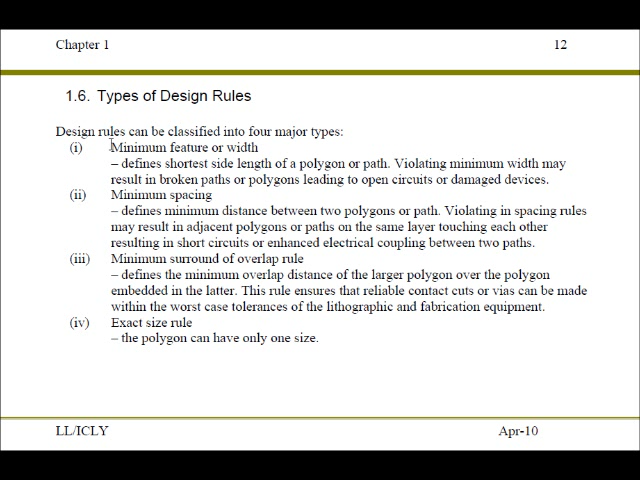 Chapter 1 12
1.6. Types of Design Rules
Design rules can be classified into four major types:
(i) Minimum feature or width
– defines shortest side length of a polygon or path. Violating minimum width may
result in broken paths or polygons leading to open circuits or damaged devices.
(ii) Minimum spacing
– defines minimum distance between two polygons or path. Violating in spacing rules
may result in adjacent polygons or paths on the same layer touching each other
resulting in short circuits or enhanced electrical coupling between two paths.
(iii) Minimum surround of overlap rule
– defines the minimum overlap distance of the larger polygon over the polygon
embedded in the latter. This rule ensures that reliable contact cuts or vias can be made
within the worst case tolerances of the lithographic and fabrication equipment.
(iv) Exact size rule
– the polygon can have only one size.
LL/ICLY Apr-10